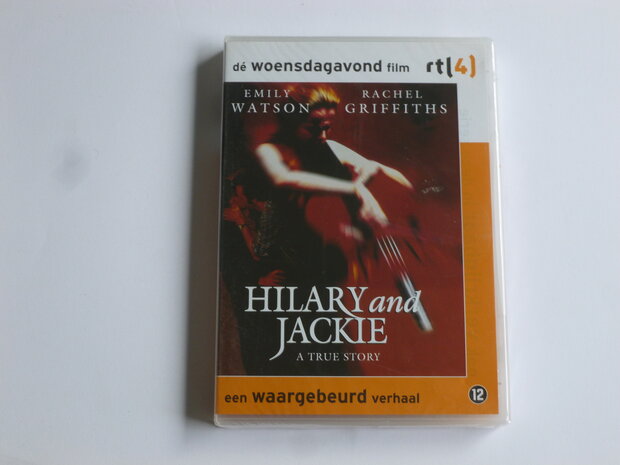 dé woensdagavond film rtl(4)
EMILY WATSON
RACHEL GRIFFITHS
HILARY and
JACKIE
A TRUE STORY
een waargebeurd verhaal
12